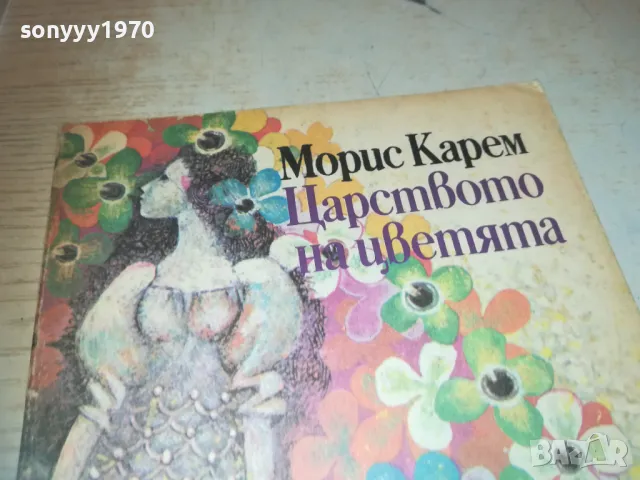 sonyyy1970
Морис Карем
Царството
на цветята
BAZAR